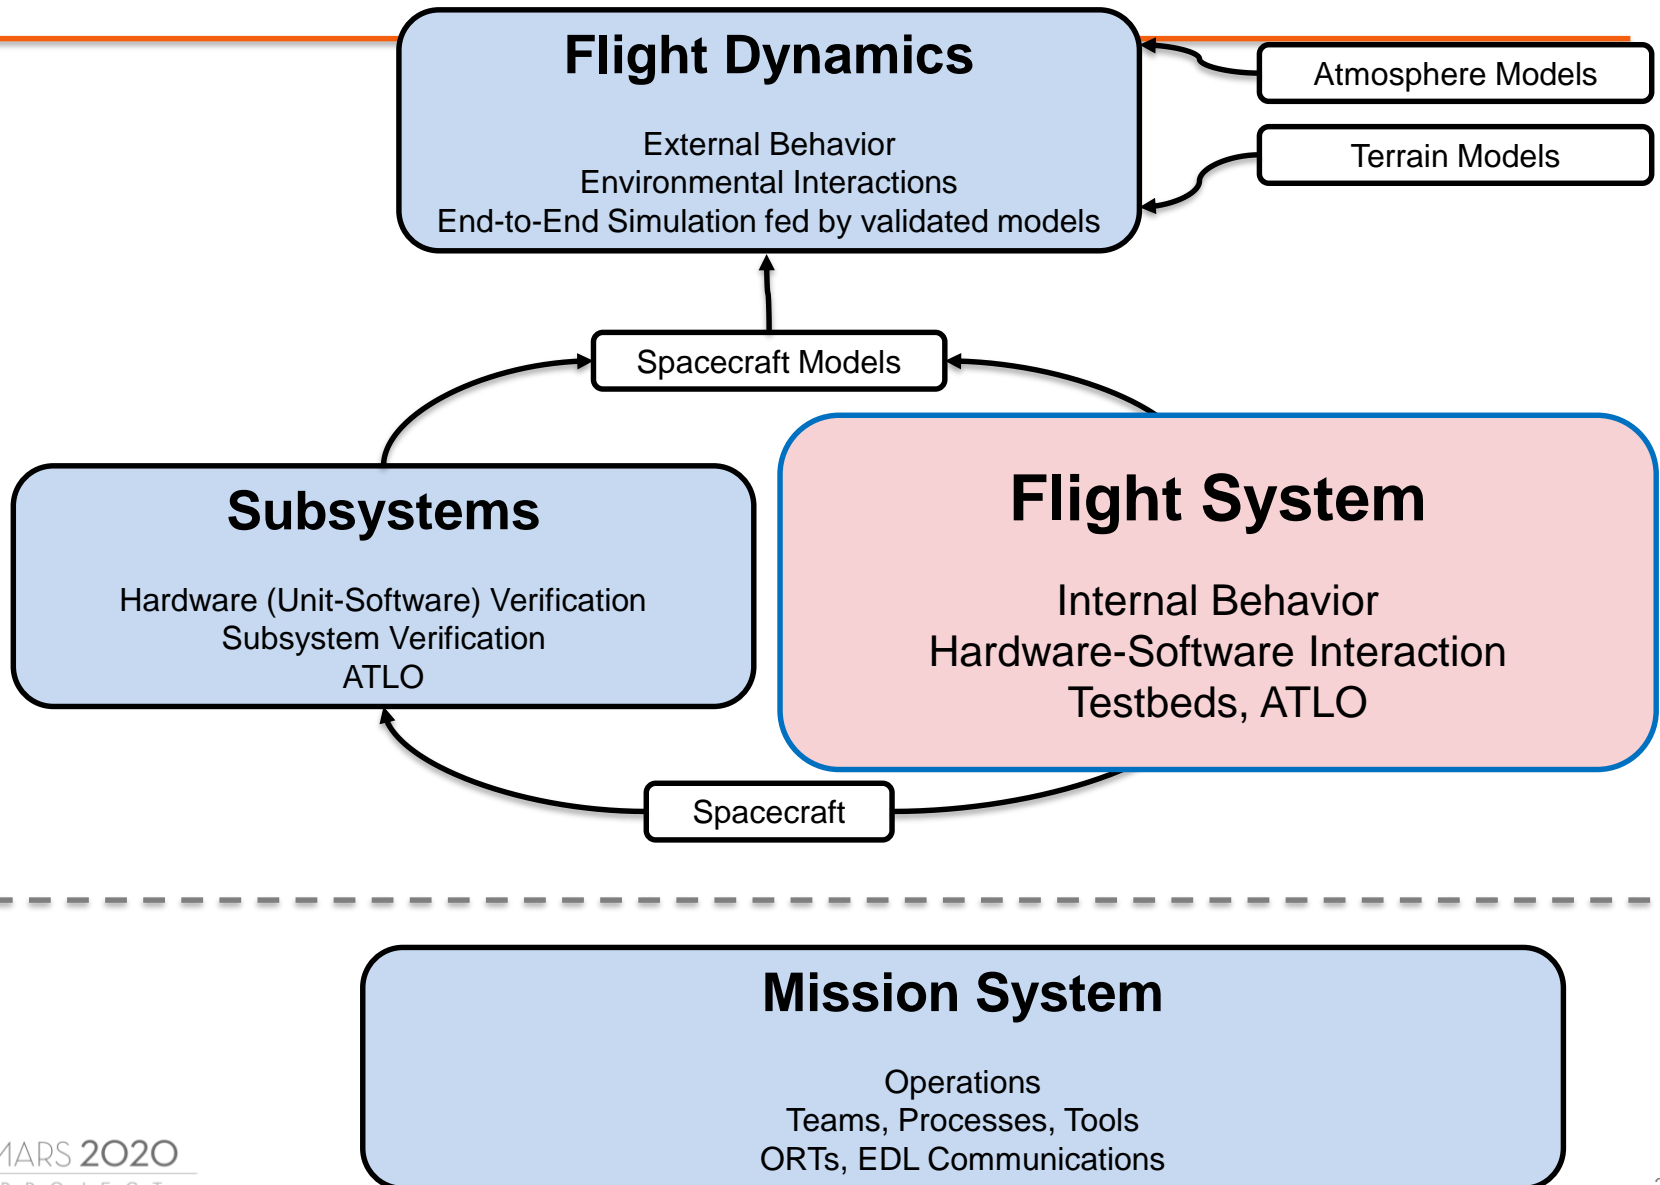 Flight Dynamics
External Behavior
Environmental Interactions
End-to-End Simulation fed by validated models
Atmosphere Models
Terrain Models
Spacecraft Models
Subsystems
Hardware (Unit-Software) Verification
Subsystem Verification
ATLO
Flight System
Internal Behavior
Hardware-Software Interaction
Testbeds, ATLO
Spacecraft
Mission System
Operations
Teams, Processes, Tools
ORTs, EDL Communications
MARS 2020